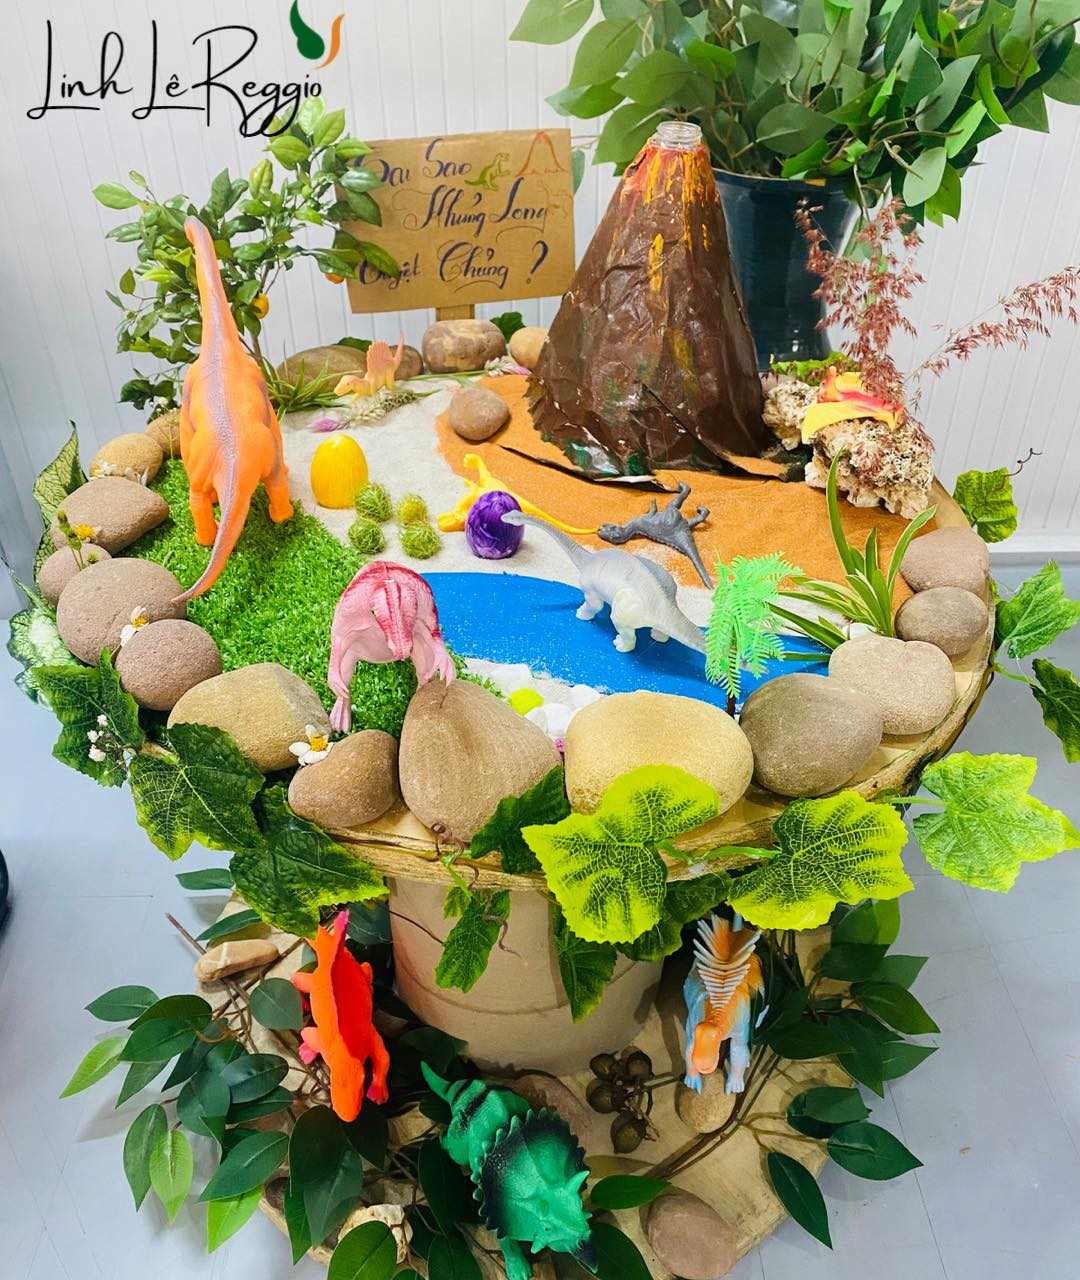 Linh Lê Reggio
Tại Sao
Khủng Long
Tuyệt Chủng ?